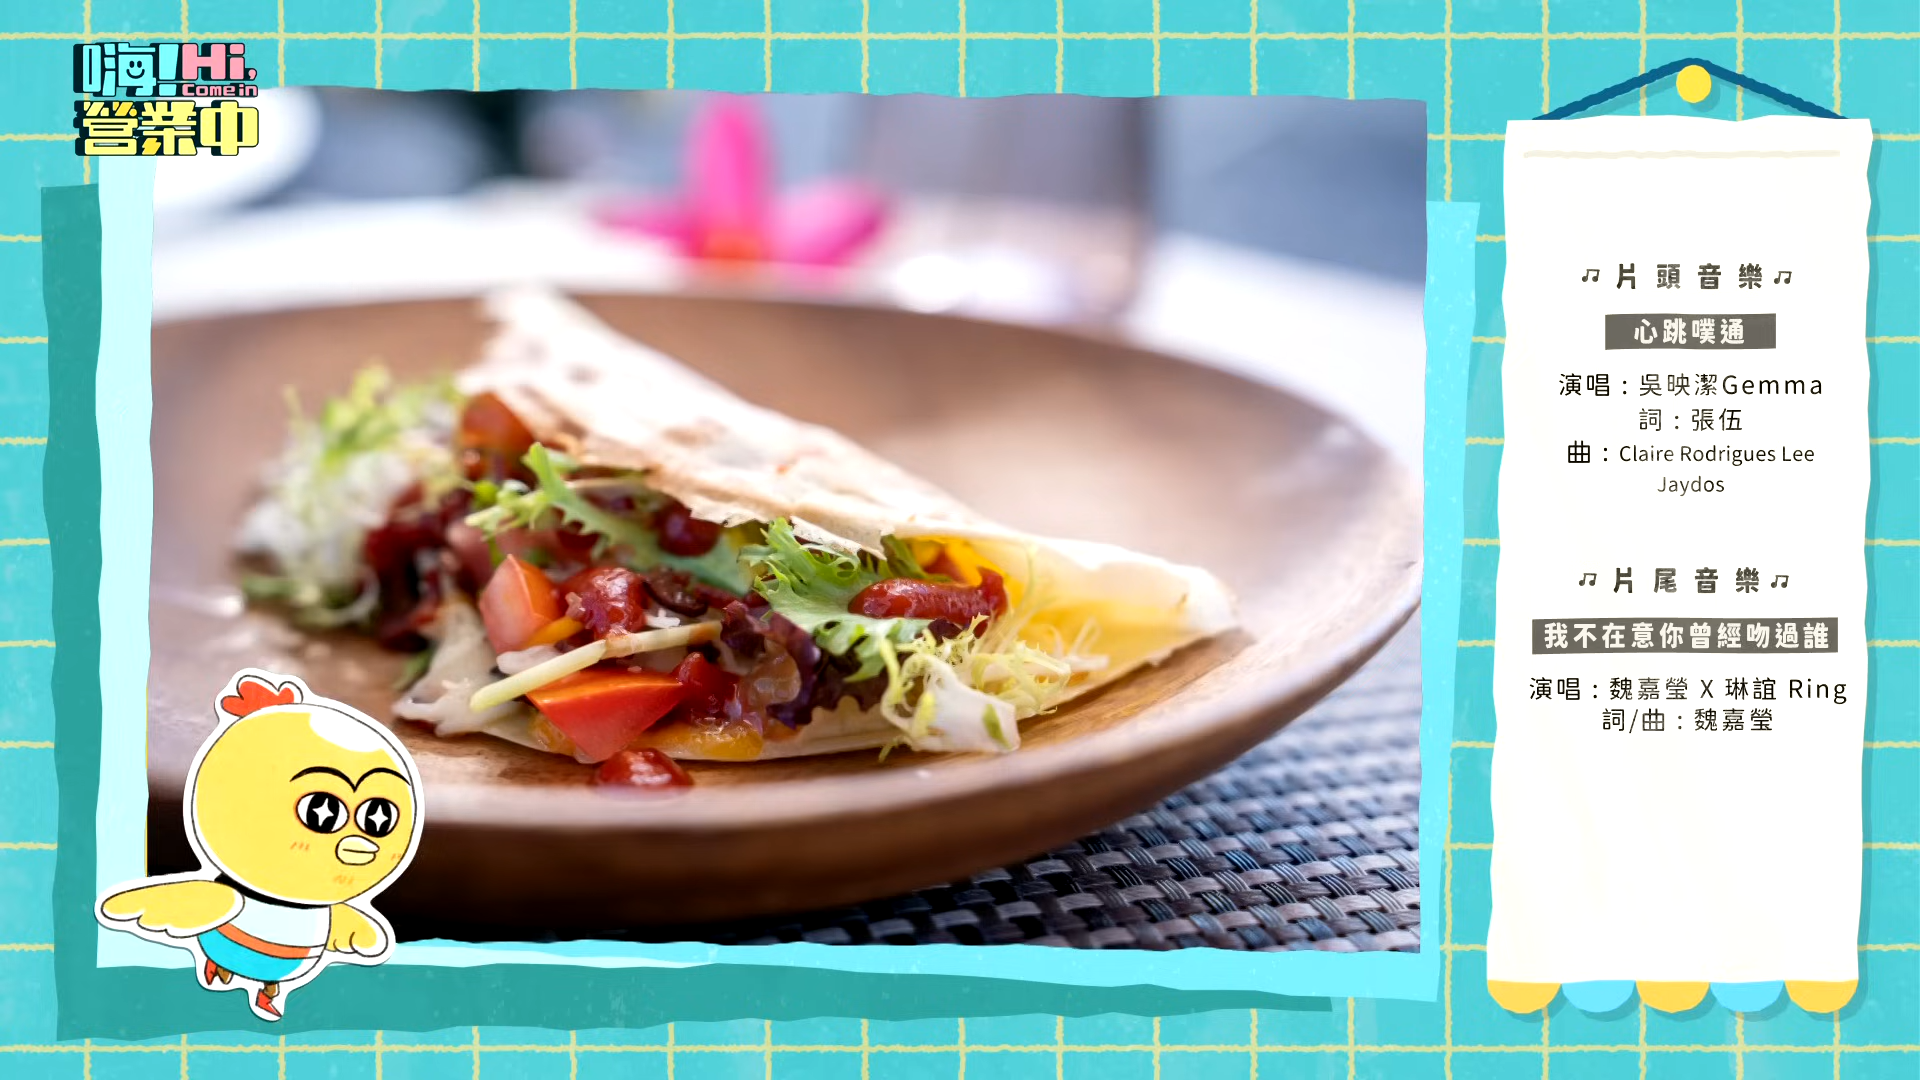 嗨!Hi,
Come in
營業中
♫片頭音樂♫
心跳噗通
演唱:吳映潔Gemma
詞:張伍
曲:Claire Rodrigues Lee
Jaydos
♫片尾音樂♫
我不在意你曾經吻過誰
演唱:魏嘉瑩 X 琳誼 Ring
詞/曲:魏嘉瑩